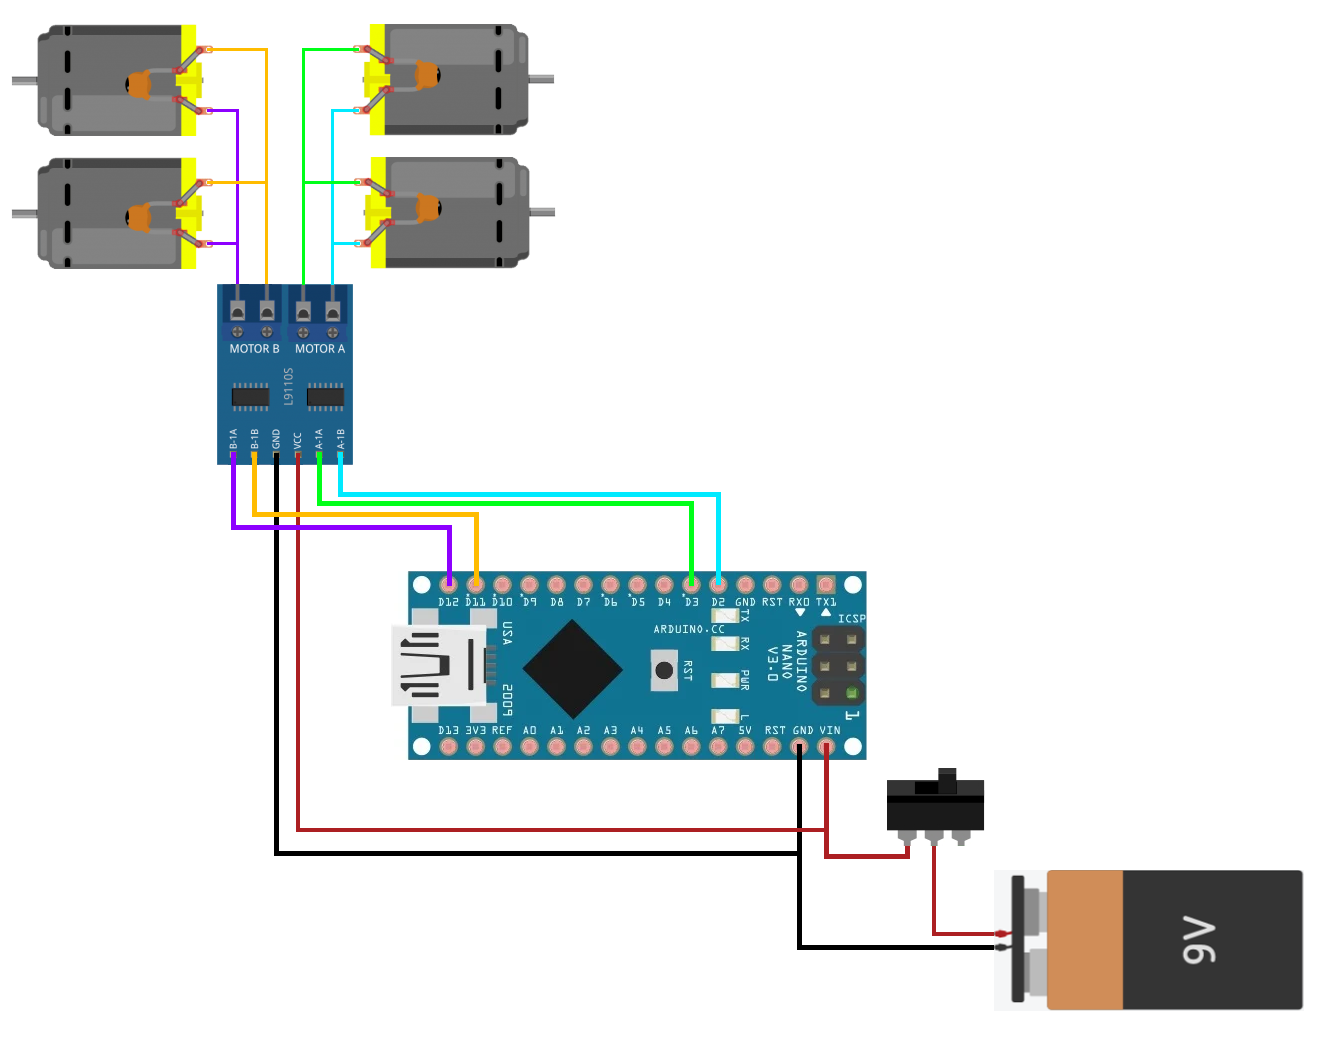 MOTOR B MOTOR A
L9110S
B-1A B-1B GND VCC A-1A A-1B
D12 D11 D10 D9 D8 D7 D6 D5 D4 D3 D2 GND RST RX0 TX1
ICSP
ARDUINO.CC
TX
RX
PWR
L
RST
USA
2009
ARDUINO
NANO
V3.0
1
D13 3V3 REF A0 A1 A2 A3 A4 A5 A6 A7 5V RST GND VIN
9V